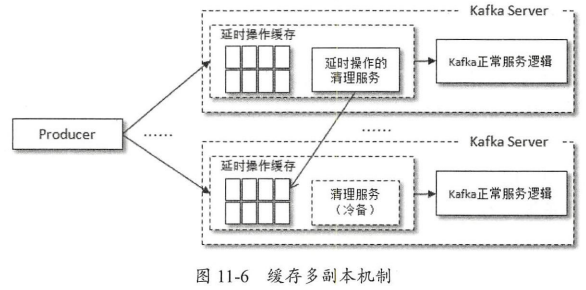 Kafka Server
延时操作缓存
延时操作的
清理服务
Kafka正常服务逻辑
Producer
……
……
Kafka Server
延时操作缓存
清理服务
（冷备）
Kafka正常服务逻辑
图 11-6 缓存多副本机制